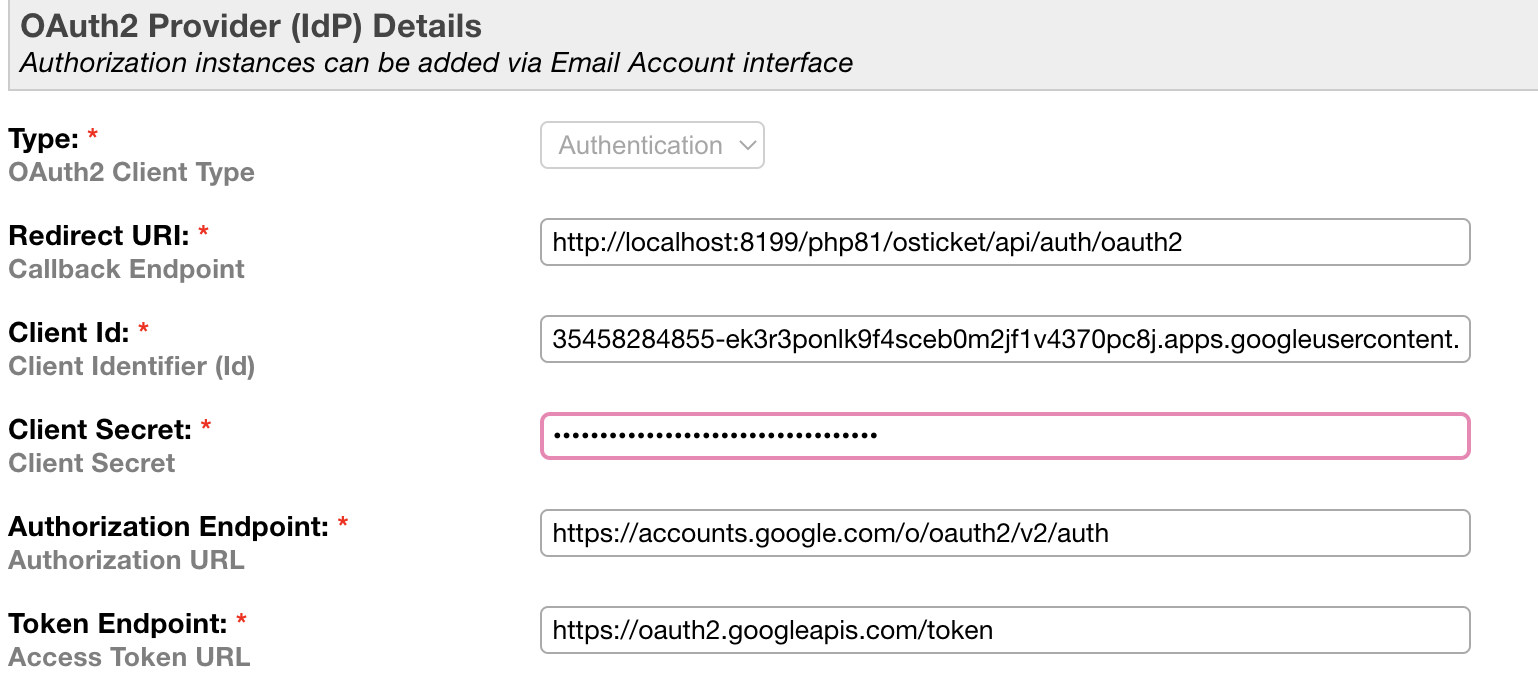 OAuth2 Provider (IdP) Details
Authorization instances can be added via Email Account interface
Type: *
Authentication
OAuth2 Client Type
Redirect URI: *
http://localhost:8199/php81/osticket/api/auth/oauth2
Callback Endpoint
Client Id: *
35458284855-ek3r3ponlk9f4sceb0m2jf1v4370pc8j.apps.googleusercontent.
Client Identifier (Id)
Client Secret: *
•••••••••••••••••••••••••••••••••••
Client Secret
Authorization Endpoint: *
https://accounts.google.com/o/oauth2/v2/auth
Authorization URL
Token Endpoint: *
https://oauth2.googleapis.com/token
Access Token URL